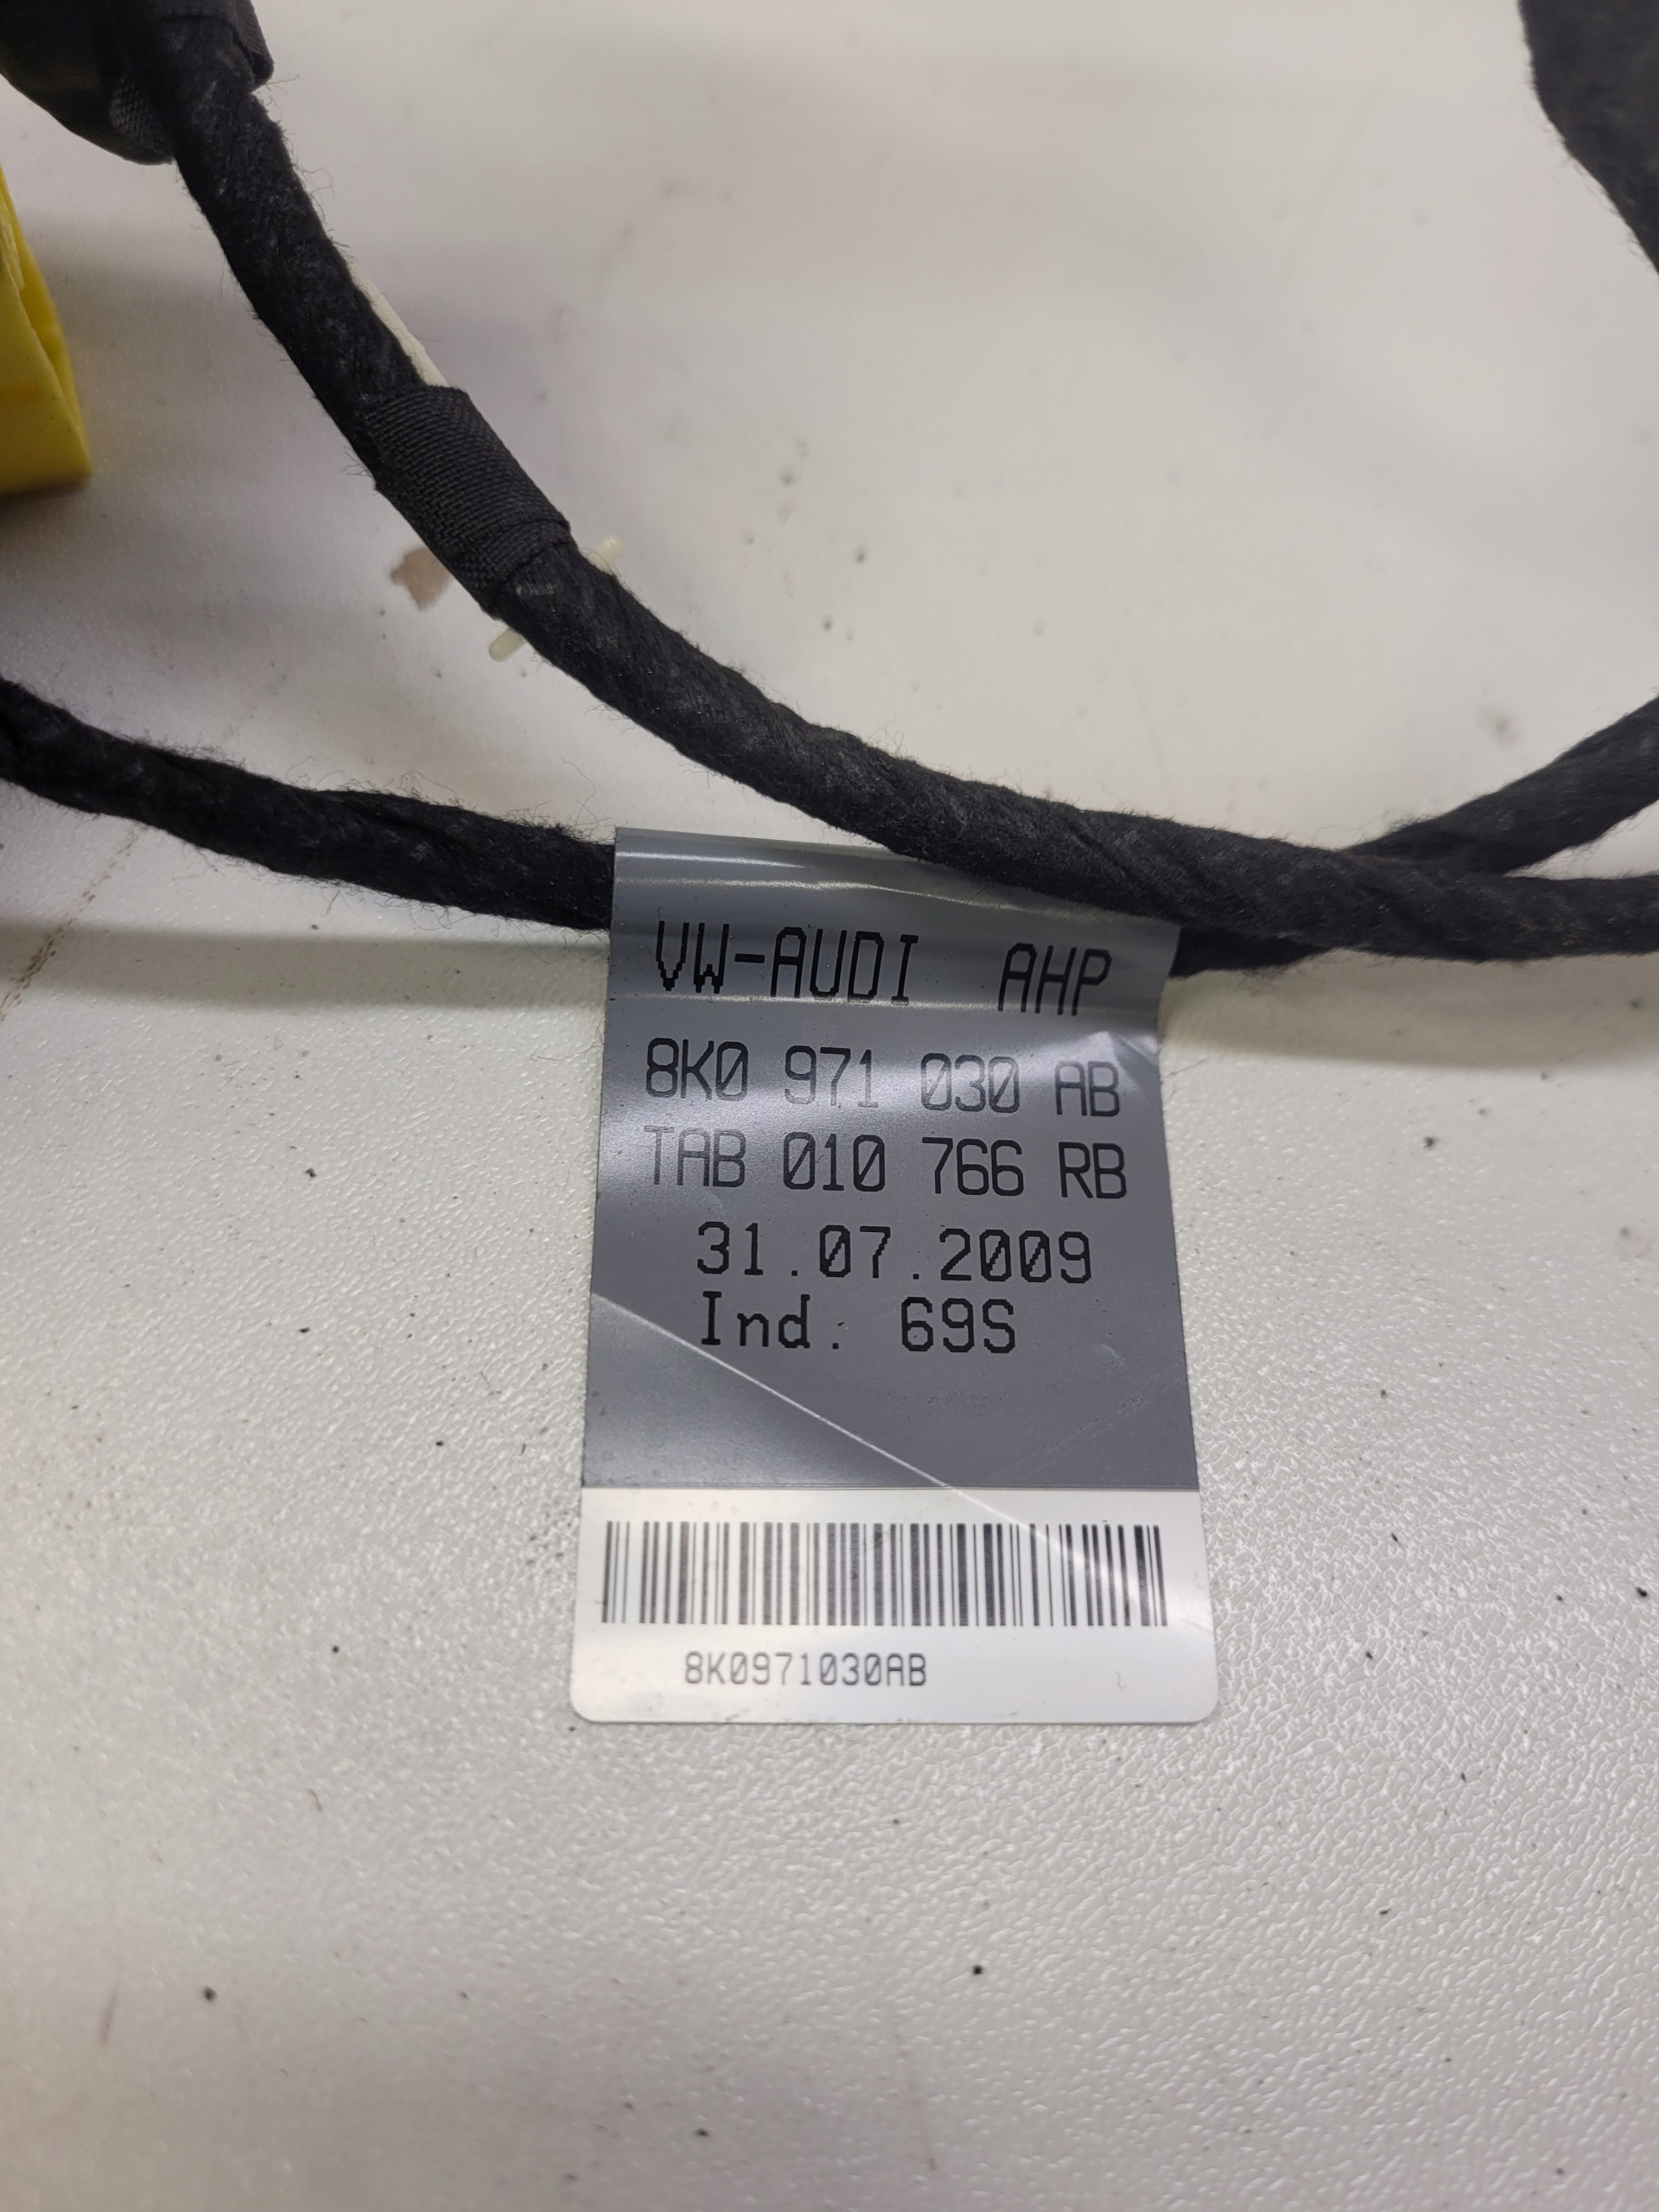 VW-AUDI AHP
8K0 971 030 AB
TAB 010 766 RB
31.07.2009
Ind. 69S
8K0971030AB